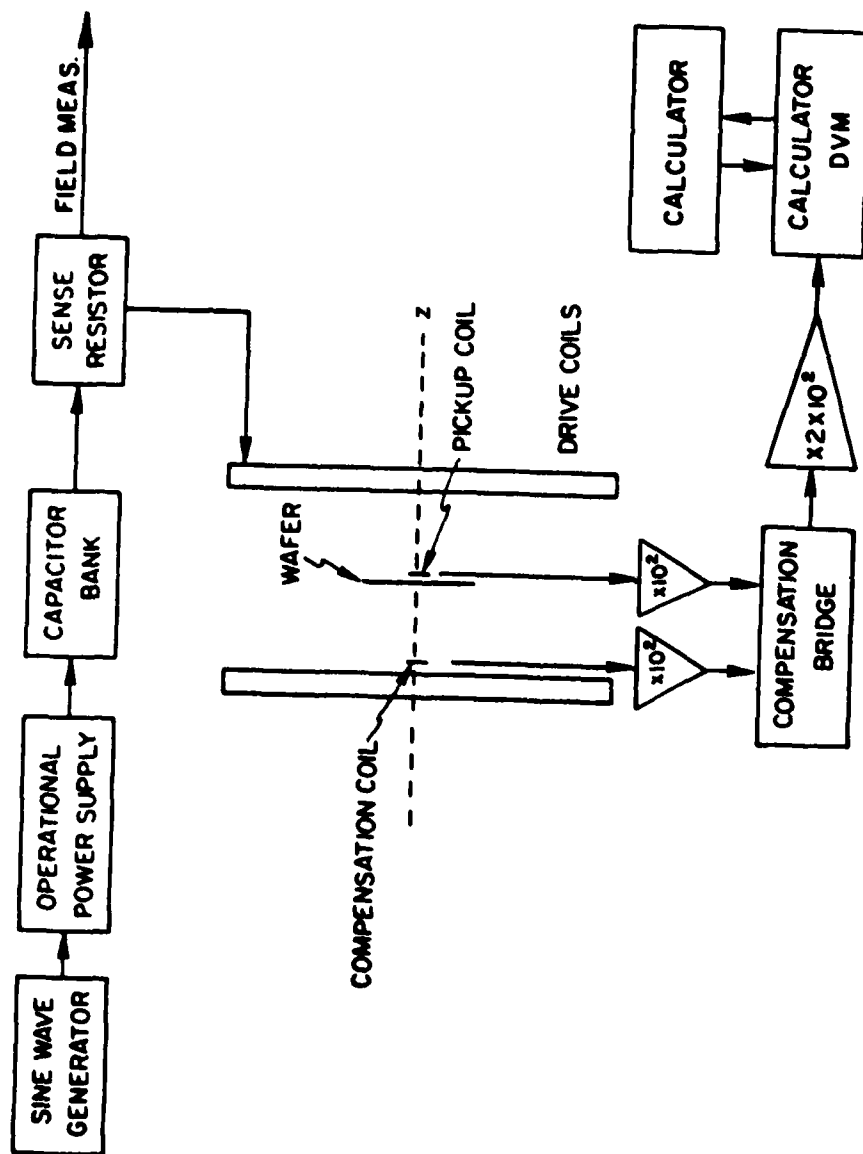 SINE WAVE
GENERATOR
OPERATIONAL
POWER SUPPLY
CAPACITOR
BANK
SENSE
RESISTOR
FIELD MEAS.
COMPENSATION COIL
WAFER
Z
PICKUP COIL
DRIVE COILS
x10²
x10²
COMPENSATION
BRIDGE
x2x10²
CALCULATOR
CALCULATOR
DVM